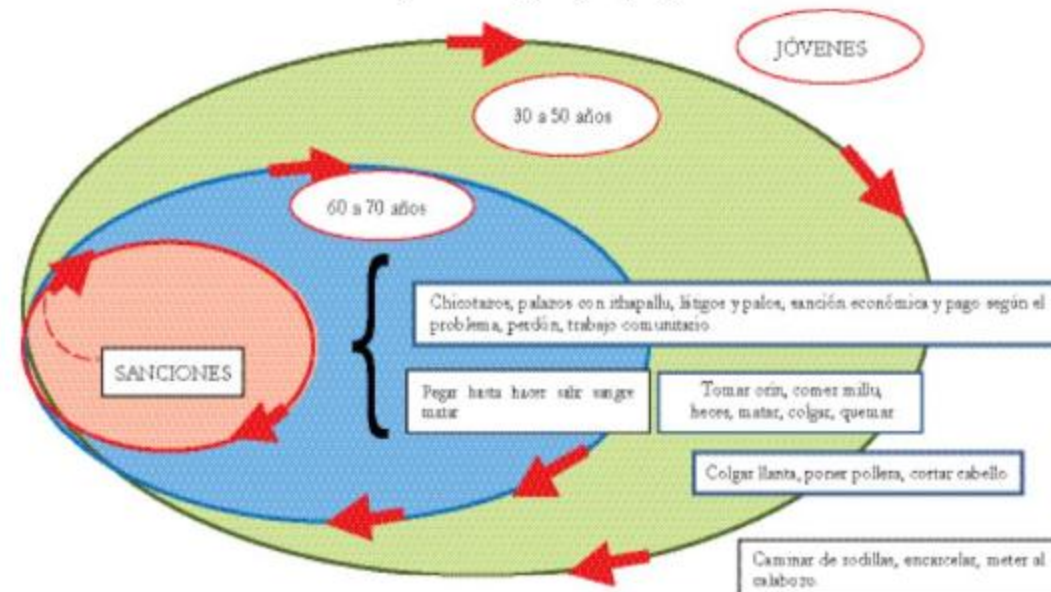 JÓVENES
30 a 50 años
60 a 70 años
Chicotazos, palazos con ithapallu, látigos y palos, sanción económica y pago según el
problema, perdón, trabajo comunitario
SANCIONES
Pegar hasta hacer salir sangre
matar
Tomar orín, comer millu,
heces, matar, colgar, quemar
Colgar llanta, poner pollera, cortar cabello
Caminar de rodillas, encarcelar, meter al
calabozo.